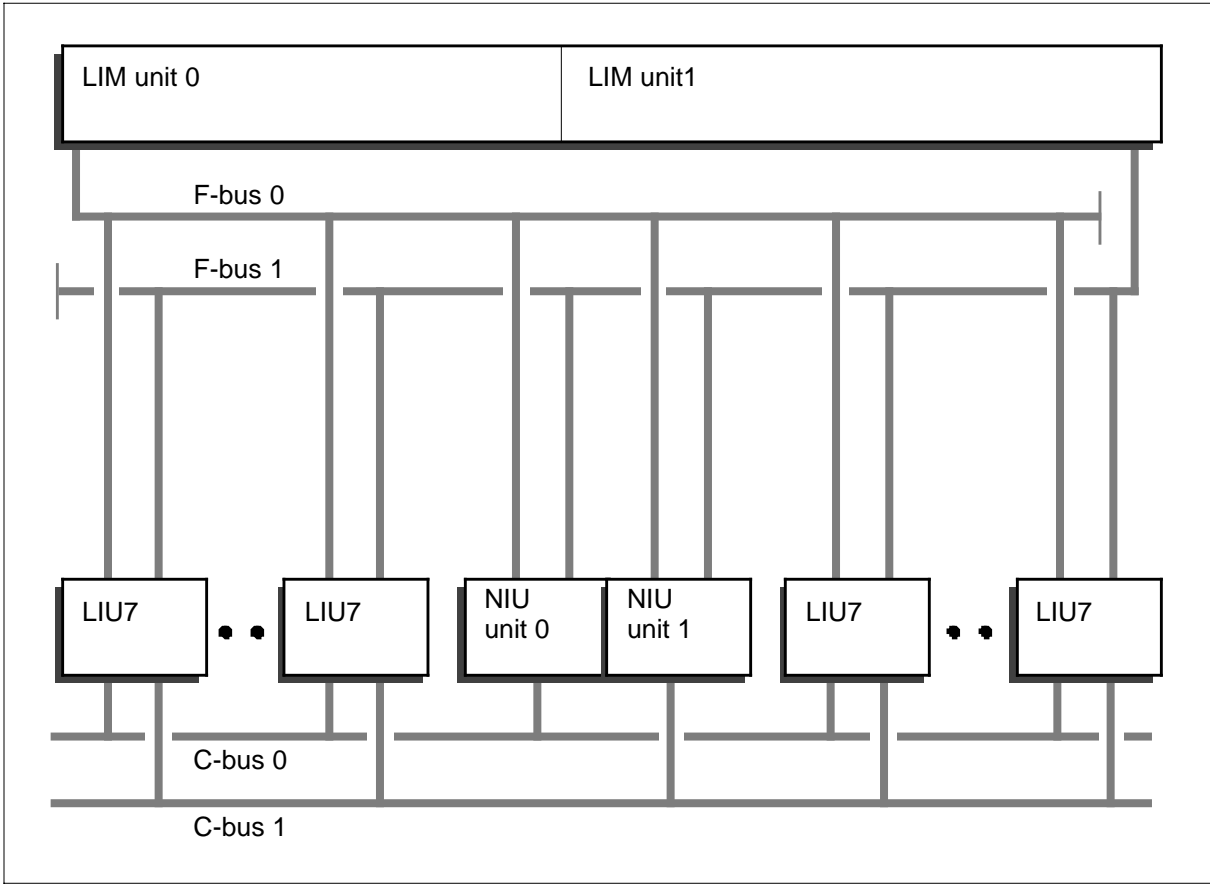 LIM unit 0
LIM unit1
F-bus 0
F-bus 1
LIU7
LIU7
NIU
unit 0
NIU
unit 1
LIU7
LIU7
C-bus 0
C-bus 1